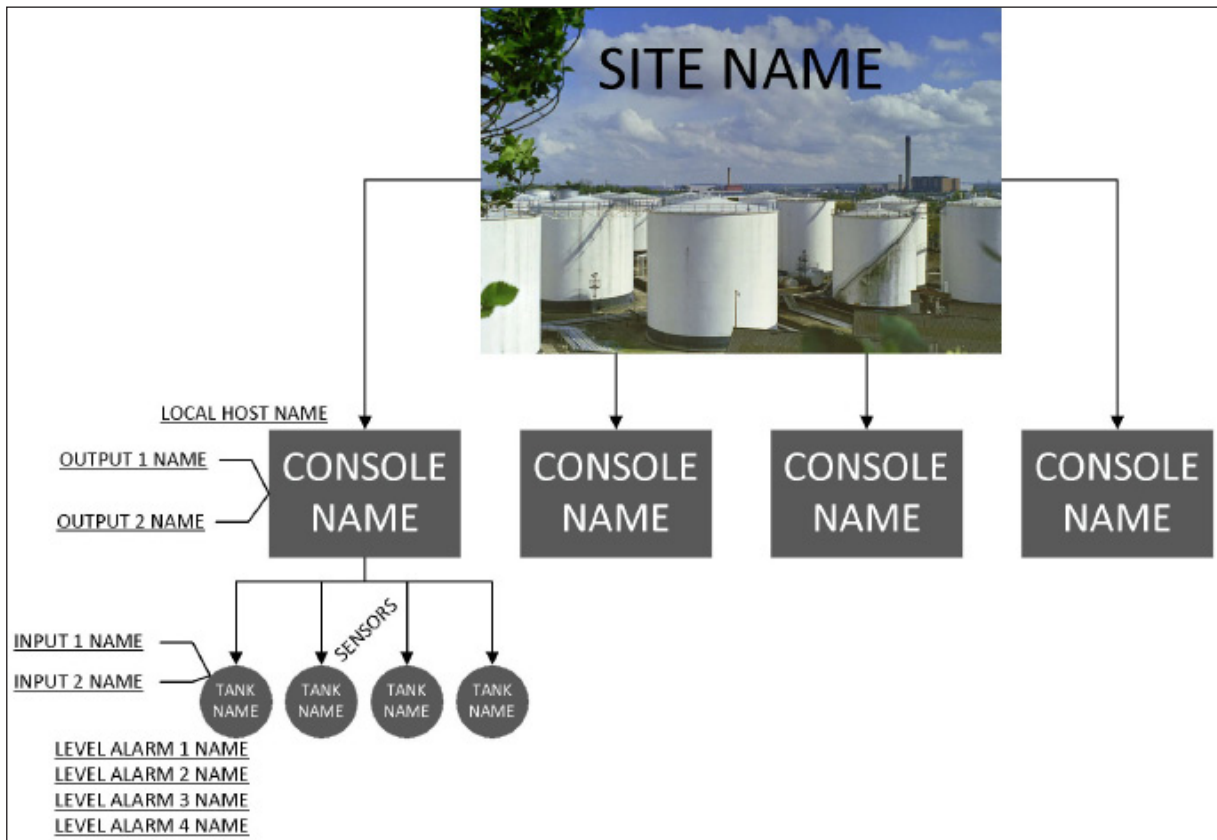 SITE NAME
LOCAL HOST NAME
OUTPUT 1 NAME
OUTPUT 2 NAME
CONSOLE
NAME
CONSOLE
NAME
CONSOLE
NAME
CONSOLE
NAME
SENSORS
INPUT 1 NAME
INPUT 2 NAME
TANK
NAME
TANK
NAME
TANK
NAME
TANK
NAME
LEVEL ALARM 1 NAME
LEVEL ALARM 2 NAME
LEVEL ALARM 3 NAME
LEVEL ALARM 4 NAME